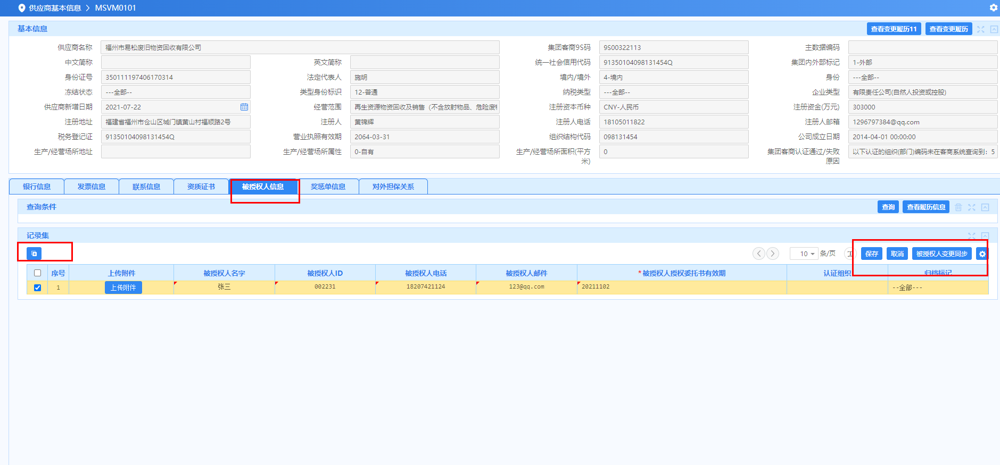 供应商基本信息 > MSVM0101
基本信息 查看变更履历11 查看变更履历
供应商名称 福州市易松废旧物资回收有限公司 集团客商9S码 9S00322113 主数据编码
中文简称 英文简称 统一社会信用代码 91350104098131454Q 集团内外部标记 1-外部
身份证号 350111197406170314 法定代表人 施明 境内/境外 4-境内 身份 ---全部--
冻结状态 ---全部-- 类型身份标识 12-普通 纳税类型 ---全部-- 企业类型 有限责任公司(自然人投资或控股)
供应商新增日期 2021-07-22 经营范围 再生资源物资回收及销售（不含放射物品、危险废物 注册资本币种 CNY-人民币 注册资金(万元) 303000
注册地址 福建省福州市仓山区城门镇黄山村福顺路2号 注册人 黄锦辉 注册人电话 18105011822 注册人邮箱 1296797384@qq.com
税务登记证 91350104098131454Q 营业执照有效期 2064-03-31 组织结构代码 098131454 公司成立日期 2014-04-01 00:00:00
生产/经营场所地址 生产/经营场所属性 0-自有 生产/经营场所面积(平方 0 集团客商认证通过/失败 以下认证的组织(部门)编码未在客商系统查询到：5
米) 原因
银行信息 发票信息 联系信息 资质证书 被授权人信息 奖惩单信息 对外担保关系
查询条件 查询 查看履历信息
记录集
10 条/页 保存 取消 被授权人变更同步
序号 上传附件 被授权人名字 被授权人ID 被授权人电话 被授权人邮件 *被授权人授权委托书有效期 认证组织 归档标记
1 上传附件 张三 002231 18207421124 123@qq.com 20211102 --全部---